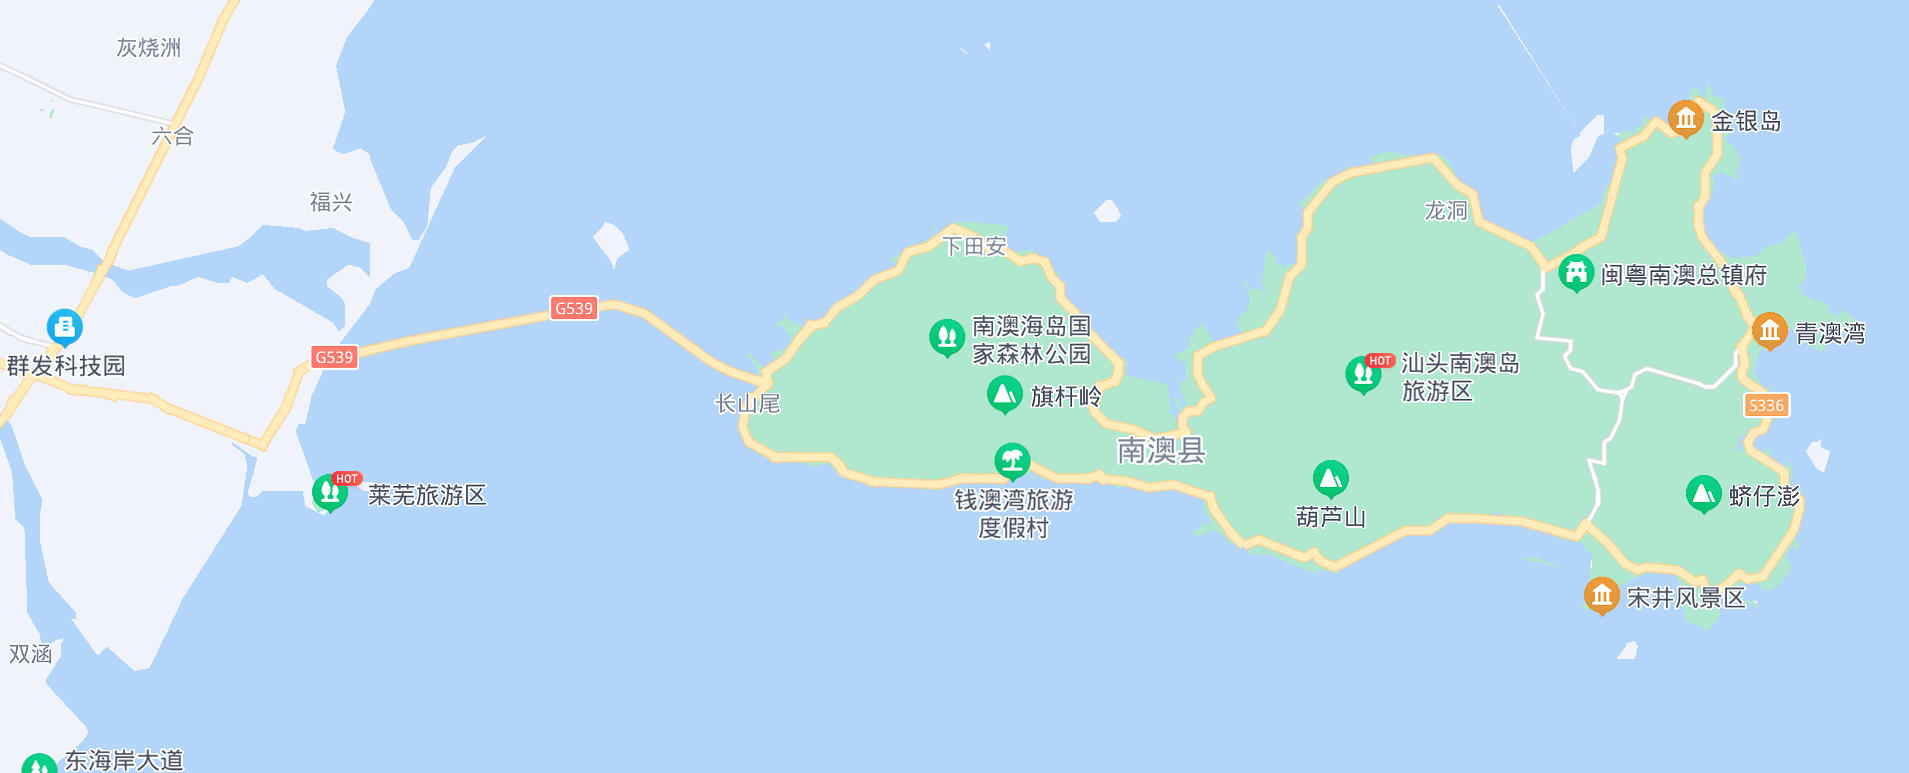 灰烧洲
六合
福兴
金银岛
龙洞
下田安
闽粤南澳总镇府
G539
南澳海岛国
家森林公园
青澳湾
G539
群发科技园
HOT
汕头南澳岛
旅游区
旗杆岭
长山尾
S336
南澳县
HOT
莱芜旅游区
钱澳湾旅游
度假村
葫芦山
蛴仔澎
宋井风景区
双涵
东海岸大道